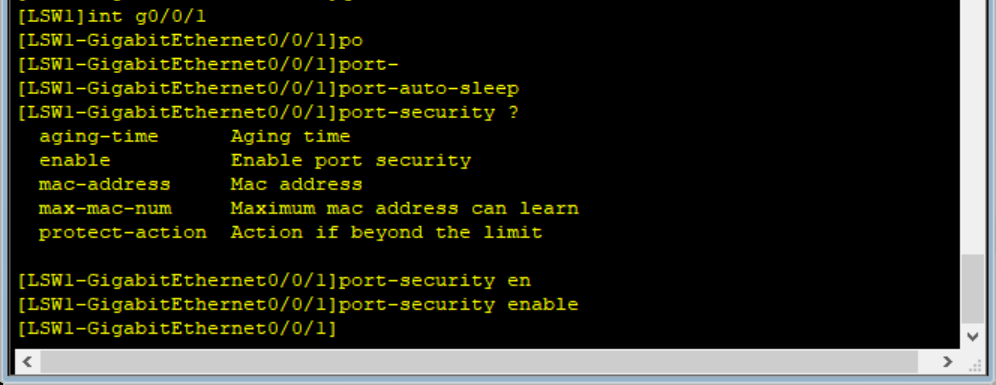 [LSW1]int g0/0/1
[LSW1-GigabitEthernet0/0/1]po
[LSW1-GigabitEthernet0/0/1]port-
[LSW1-GigabitEthernet0/0/1]port-auto-sleep
[LSW1-GigabitEthernet0/0/1]port-security ?
  aging-time      Aging time
  enable          Enable port security
  mac-address     Mac address
  max-mac-num     Maximum mac address can learn
  protect-action  Action if beyond the limit
[LSW1-GigabitEthernet0/0/1]port-security en
[LSW1-GigabitEthernet0/0/1]port-security enable
[LSW1-GigabitEthernet0/0/1]